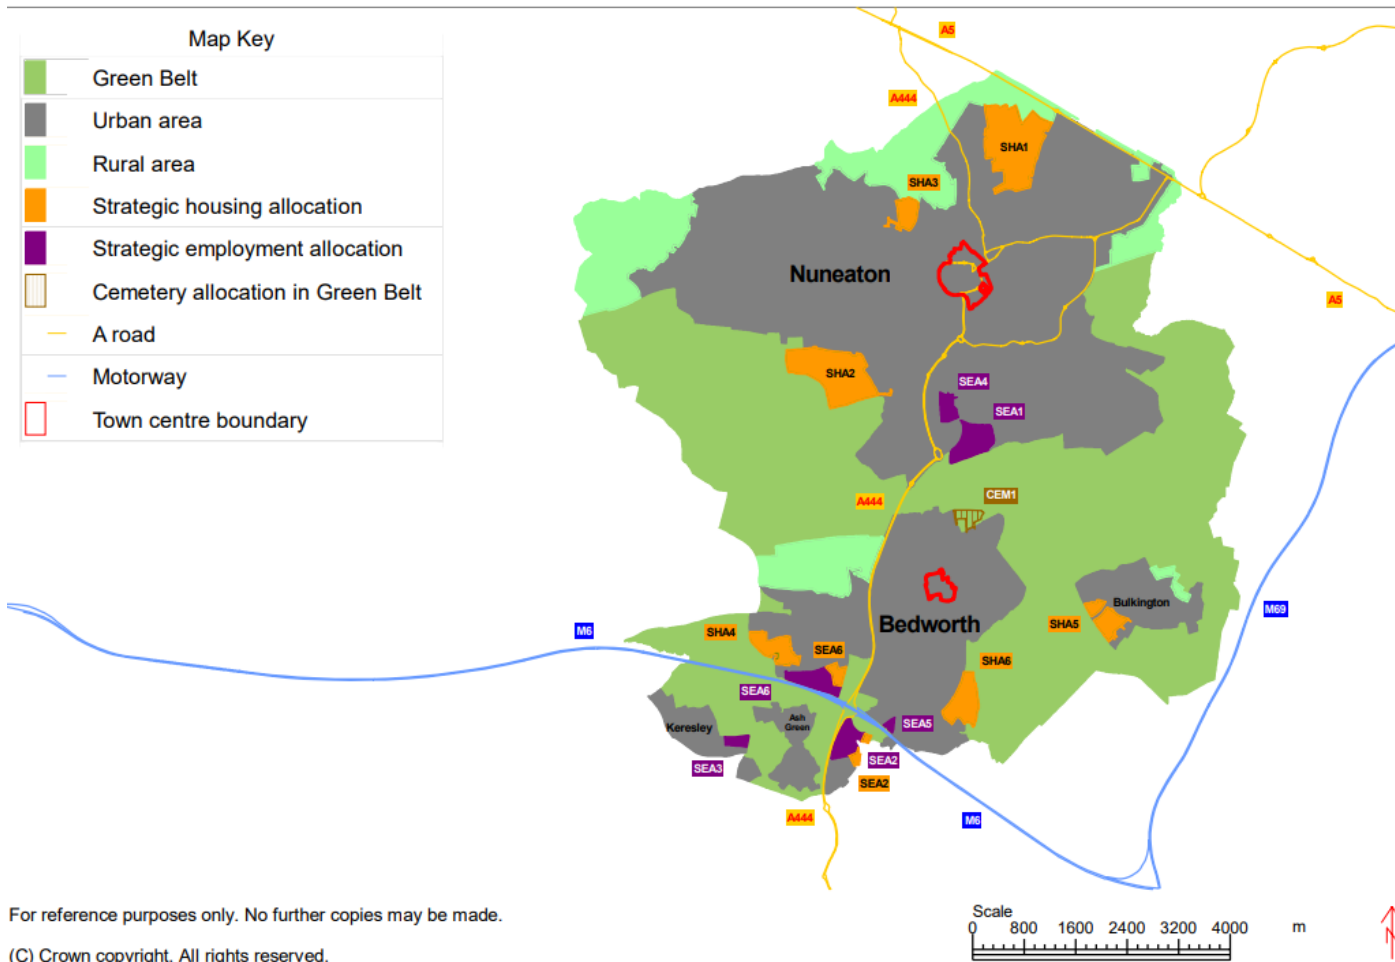 Map Key
Green Belt
Urban area
Rural area
Strategic housing allocation
Strategic employment allocation
Cemetery allocation in Green Belt
A road
Motorway
Town centre boundary
A5
A444
SHA1
SHA3
Nuneaton
A5
SHA2
SEA4
SEA1
A444
CEM1
Bulkington
M69
Bedworth
SHA5
M6
SHA4
SEA6
SHA6
SEA6
Keresley
Ash
Green
SEA5
SEA3
SEA2
SEA2
A444
M6
For reference purposes only. No further copies may be made.
(C) Crown copyright. All rights reserved.
Scale
0 800 1600 2400 3200 4000 m